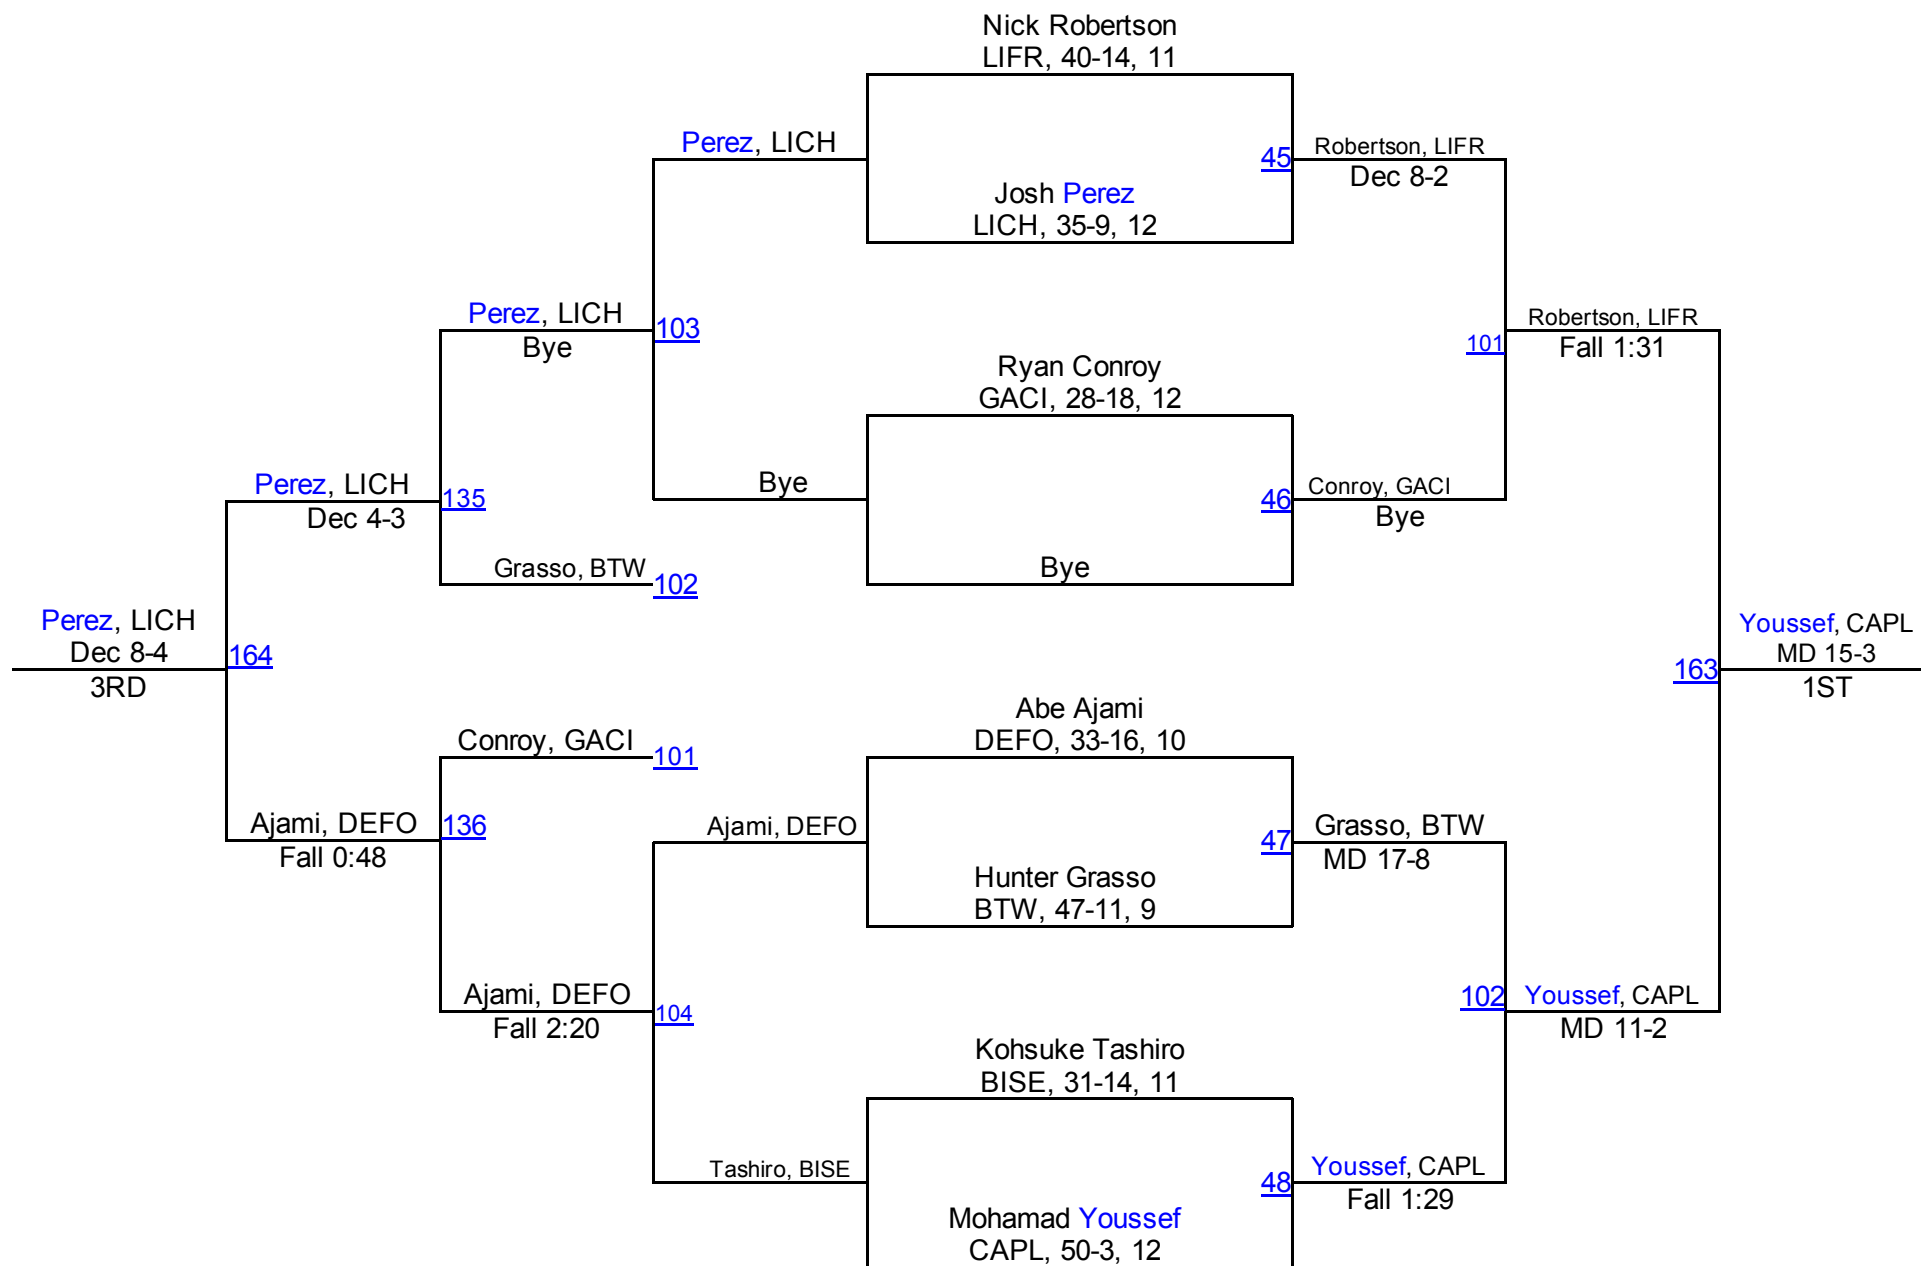 Nick Robertson
LIFR, 40-14, 11
Perez, LICH
45
Robertson, LIFR
Dec 8-2
Josh Perez
LICH, 35-9, 12
Perez, LICH
Bye
103
101
Robertson, LIFR
Fall 1:31
Ryan Conroy
GACI, 28-18, 12
Perez, LICH
Dec 4-3
135
Bye
46
Conroy, GACI
Bye
Grasso, BTW
102
Bye
Perez, LICH
Dec 8-4
3RD
164
163
Youssef, CAPL
MD 15-3
1ST
Conroy, GACI
101
Abe Ajami
DEFO, 33-16, 10
Ajami, DEFO
Fall 0:48
136
Ajami, DEFO
47
Grasso, BTW
MD 17-8
Hunter Grasso
BTW, 47-11, 9
Ajami, DEFO
Fall 2:20
104
102
Youssef, CAPL
MD 11-2
Kohsuke Tashiro
BISE, 31-14, 11
Tashiro, BISE
48
Youssef, CAPL
Fall 1:29
Mohamad Youssef
CAPL, 50-3, 12